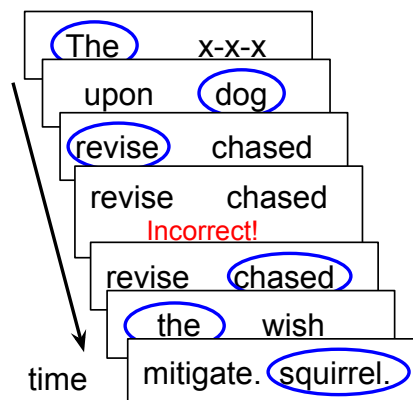 The x-x-x
upon dog
revise chased
revise chased
Incorrect!
revise chased
the wish
mitigate. squirrel.
time